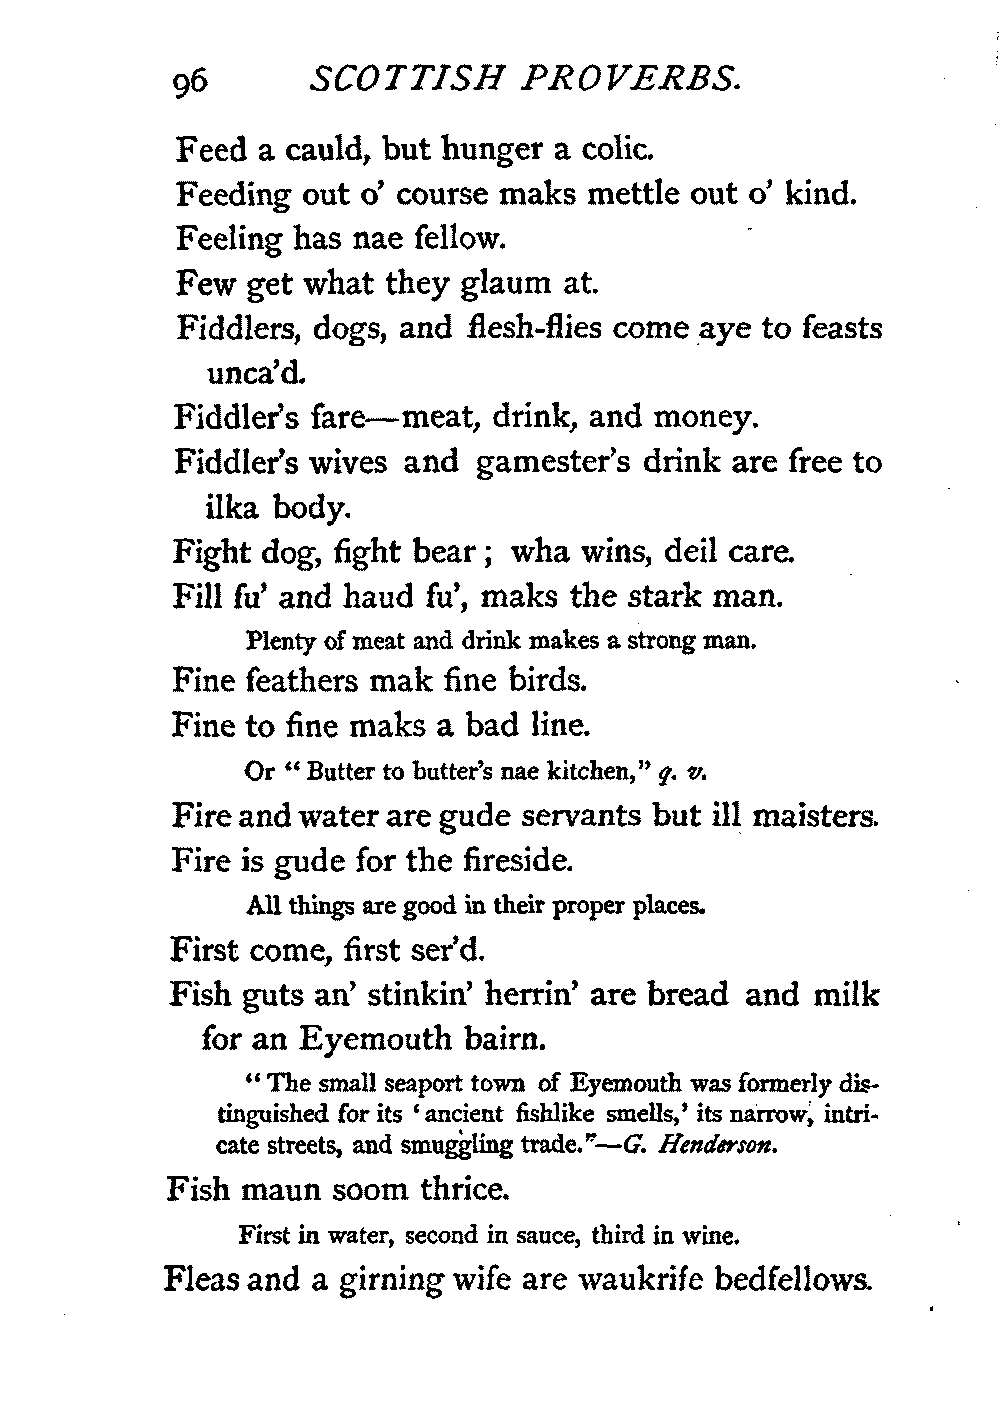 96 SCOTTISH PROVERBS.
Feed a cauld, but hunger a colic.
Feeding out o' course maks mettle out o' kind.
Feeling has nae fellow.
Few get what they glaum at.
Fiddlers, dogs, and flesh-flies come aye to feasts
unca'd.
Fiddler's fare—meat, drink, and money.
Fiddler's wives and gamester's drink are free to
ilka body.
Fight dog, fight bear; wha wins, deil care.
Fill fu' and haud fu', maks the stark man.
Plenty of meat and drink makes a strong man.
Fine feathers mak fine birds.
Fine to fine maks a bad line.
Or "Butter to butter's nae kitchen," q. v.
Fire and water are gude servants but ill maisters.
Fire is gude for the fireside.
All things are good in their proper places.
First come, first ser'd.
Fish guts an' stinkin' herrin' are bread and milk
for an Eyemouth bairn.
"The small seaport town of Eyemouth was formerly dis-
tinguished for its 'ancient fishlike smells,' its narrow, intri-
cate streets, and smuggling trade."—G. Henderson.
Fish maun soom thrice.
First in water, second in sauce, third in wine.
Fleas and a girning wife are waukrife bedfellows.